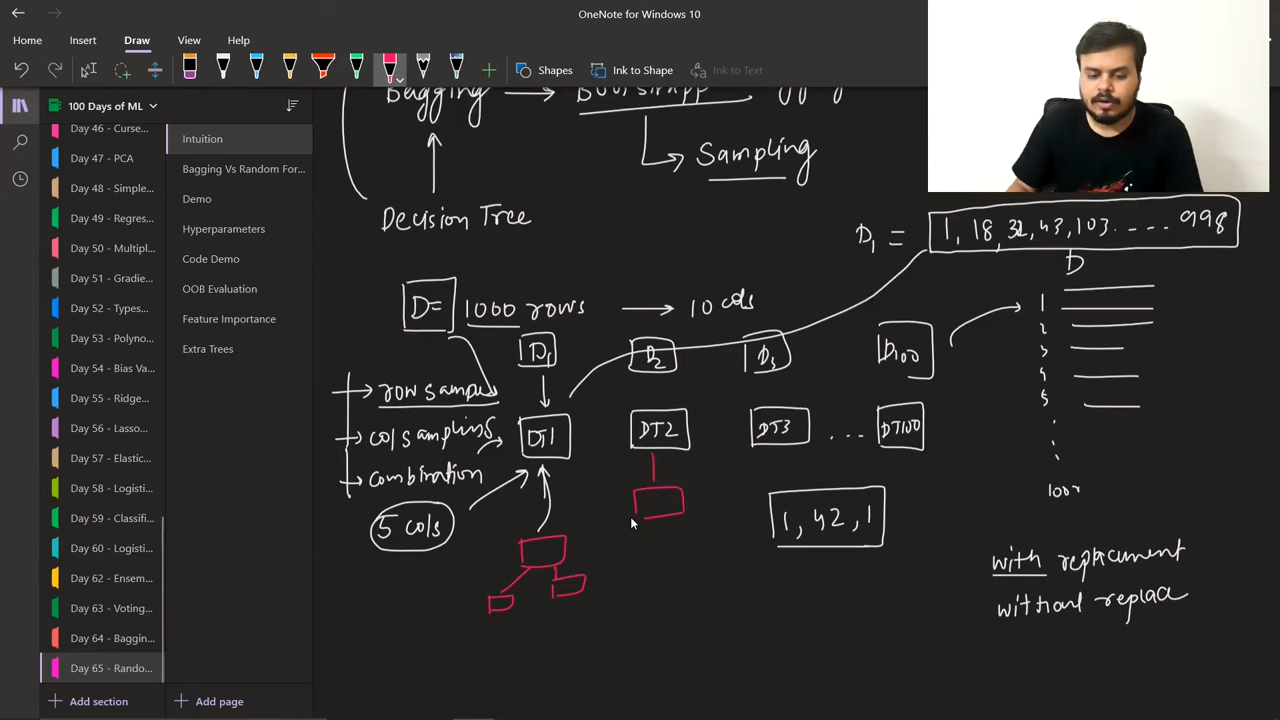 OneNote for Windows 10
Home Insert Draw View Help
Shapes Ink to Shape Ink to Text
100 Days of ML
Day 46 - Curse...
Day 47 - PCA
Day 48 - Simple...
Day 49 - Regres...
Day 50 - Multipl...
Day 51 - Gradie...
Day 52 - Types...
Day 53 - Polyno...
Day 54 - Bias Va...
Day 55 - Ridge...
Day 56 - Lasso...
Day 57 - Elastic...
Day 58 - Logisti...
Day 59 - Classifi...
Day 60 - Logisti...
Day 62 - Ensem...
Day 63 - Voting...
Day 64 - Baggin...
Day 65 - Rando...
Add section
Intuition
Bagging Vs Random For...
Demo
Hyperparameters
Code Demo
OOB Evaluation
Feature Importance
Extra Trees
Add page
Bagging
Sampling
Decision Tree
D1 = 1, 18, 32, 43, 103. - - . . 998
D
D= 1000 rows 10 cols
D1 D2 D3 D100
row sample
col sampling
combination
5 cols
DT1 DT2 DT3 ... DT100
1, 42, 1
1
2
3
4
5
with replacment
without replace